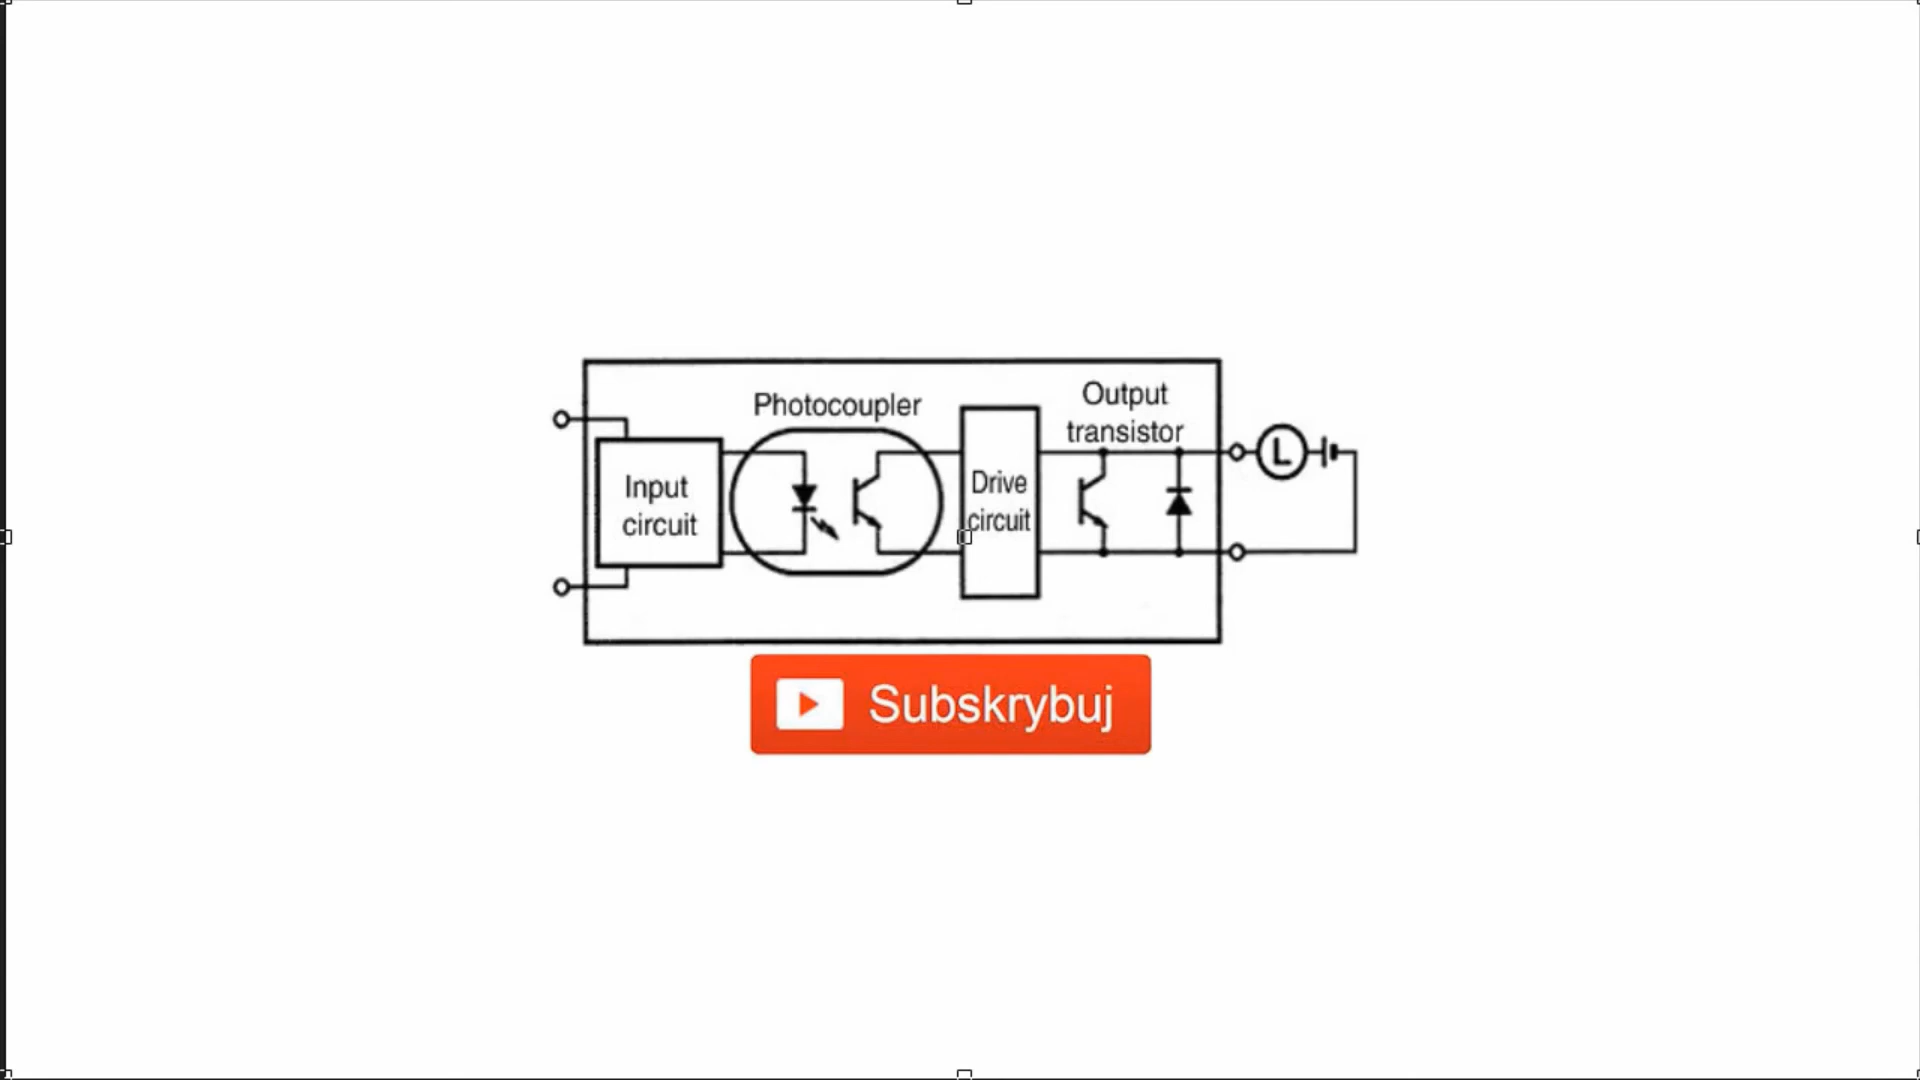 Photocoupler
Output
transistor
Input
circuit
Drive
circuit
L
Subskrybuj